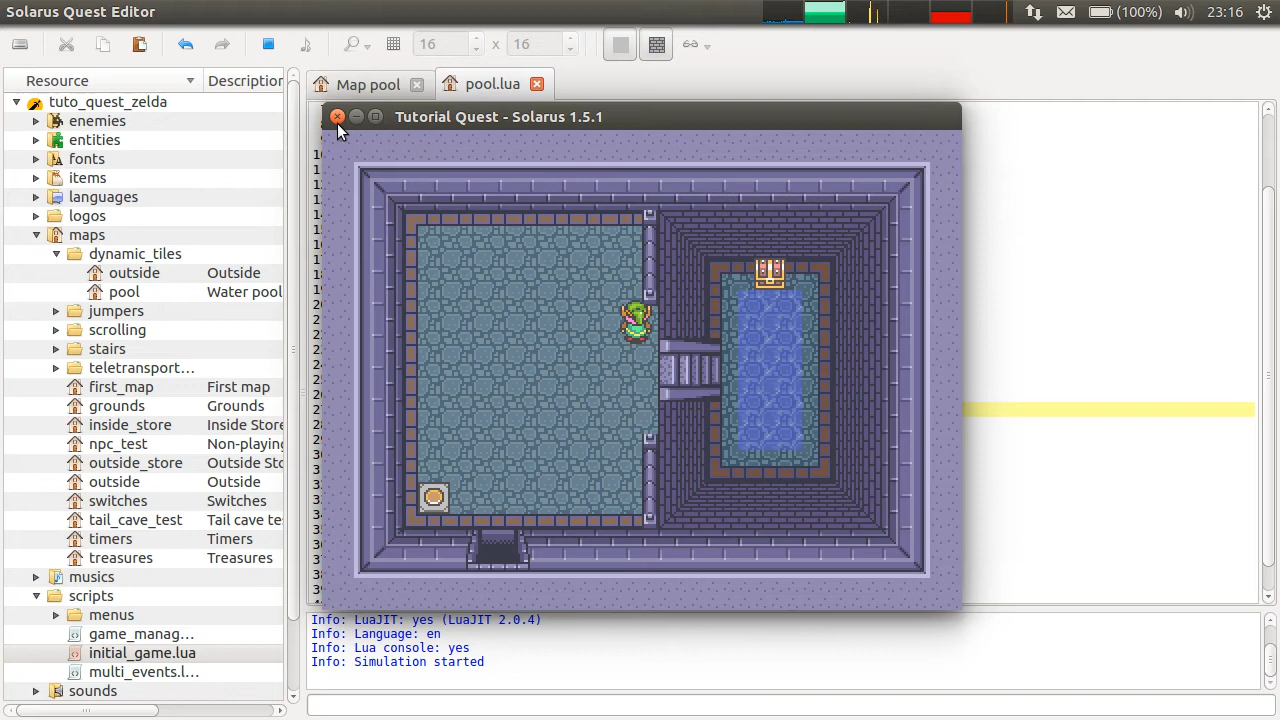 Solarus Quest Editor
(100%)
23:16
16 x 16
Resource
Descriptio
Map pool
pool.lua
tuto_quest_zelda
enemies
entities
fonts
items
languages
logos
maps
dynamic_tiles
outside Outside
pool Water pool
jumpers
scrolling
stairs
teletransport...
first_map First map
grounds Grounds
inside_store Inside Store
npc_test Non-playing
outside_store Outside Sto
outside Outside
switches Switches
tail_cave_test Tail cave te
timers Timers
treasures Treasures
musics
scripts
menus
game_manag...
initial_game.lua
multi_events.l...
sounds
Tutorial Quest - Solarus 1.5.1
Info: LuaJIT: yes (LuaJIT 2.0.4)
Info: Language: en
Info: Lua console: yes
Info: Simulation started